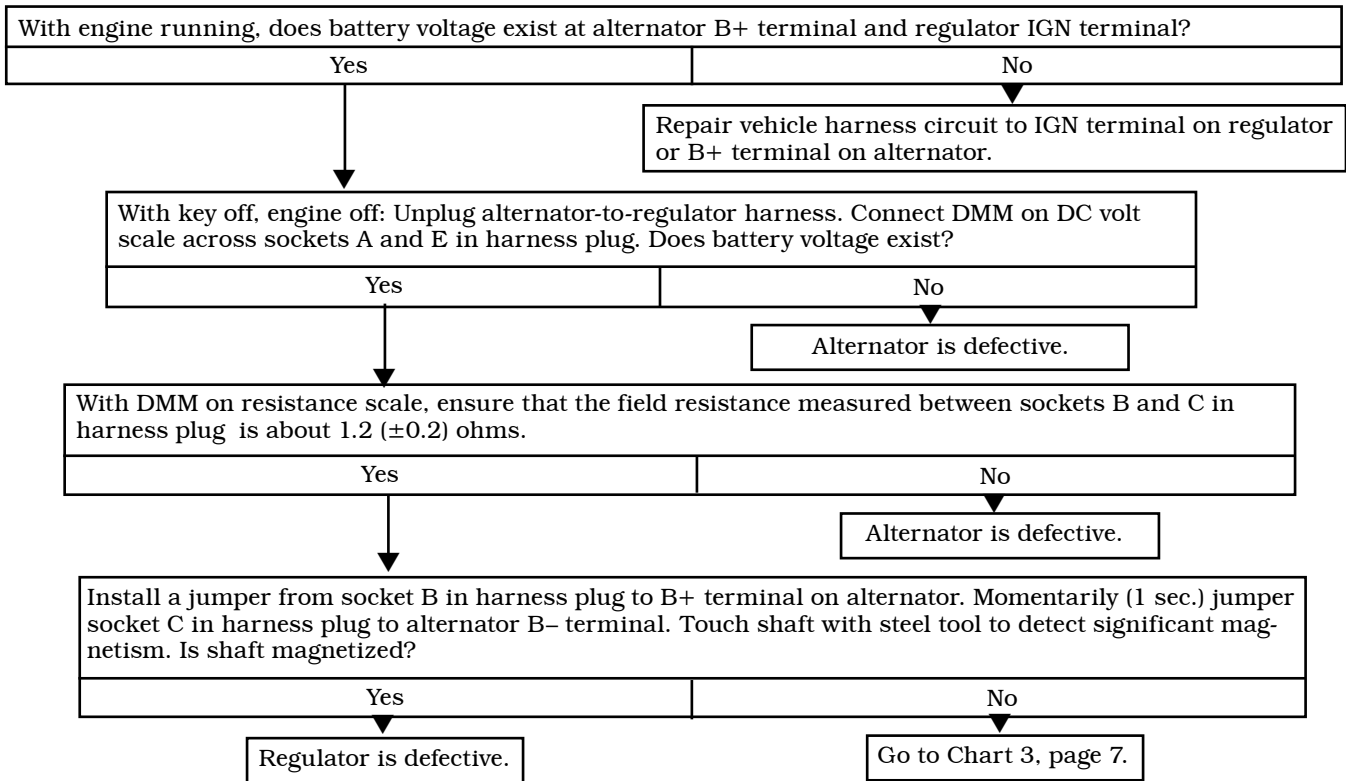 With engine running, does battery voltage exist at alternator B+ terminal and regulator IGN terminal?
Yes
No
Repair vehicle harness circuit to IGN terminal on regulator
or B+ terminal on alternator.
With key off, engine off: Unplug alternator-to-regulator harness. Connect DMM on DC volt
scale across sockets A and E in harness plug. Does battery voltage exist?
Yes
No
Alternator is defective.
With DMM on resistance scale, ensure that the field resistance measured between sockets B and C in
harness plug is about 1.2 (±0.2) ohms.
Yes
No
Alternator is defective.
Install a jumper from socket B in harness plug to B+ terminal on alternator. Momentarily (1 sec.) jumper
socket C in harness plug to alternator B– terminal. Touch shaft with steel tool to detect significant mag-
netism. Is shaft magnetized?
Yes
No
Regulator is defective.
Go to Chart 3, page 7.